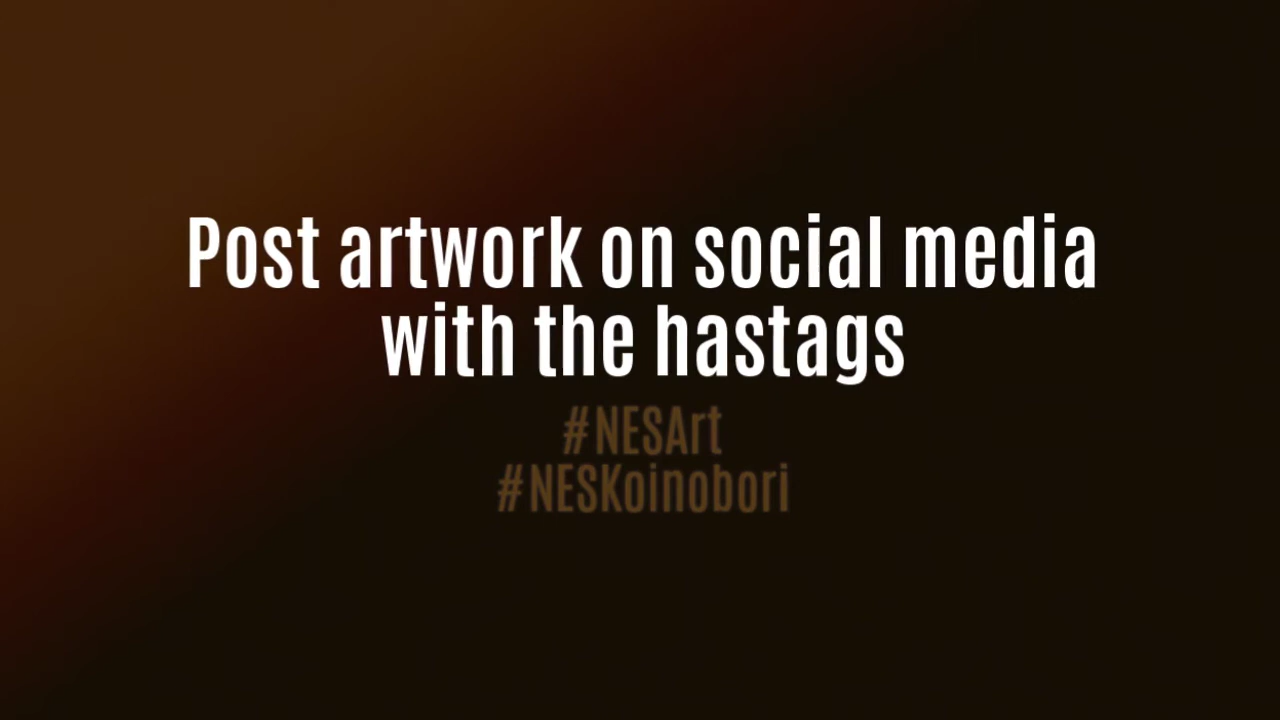 Post artwork on social media
with the hastags
#NESArt
#NESKoinobori